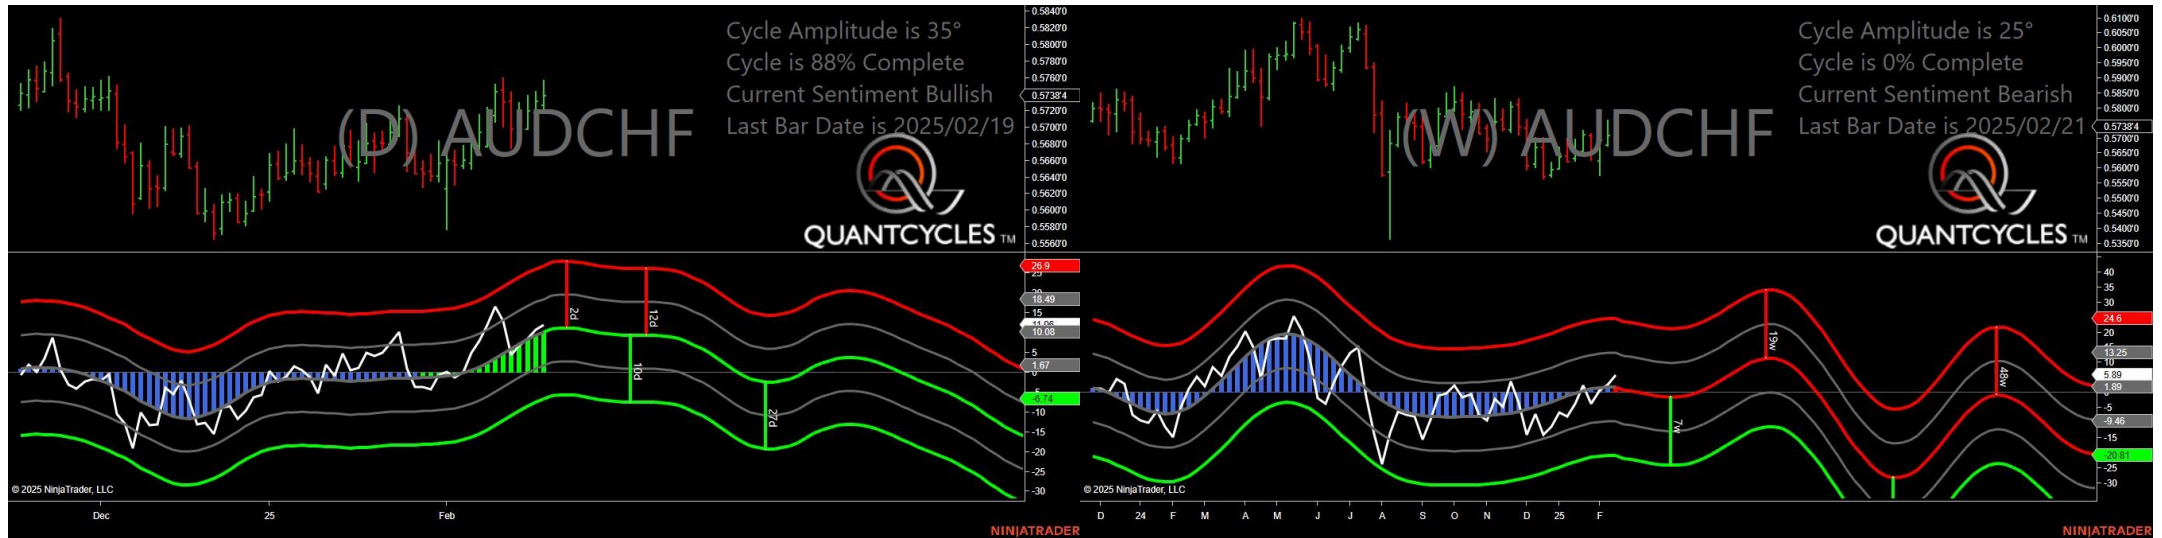 Cycle Amplitude is 35°
Cycle is 88% Complete
Current Sentiment Bullish
Last Bar Date is 2025/02/19
(D) AUDCHF
QUANTCYCLES TM
0.5840'0
0.5820'0
0.5800'0
0.5780'0
0.5760'0
0.5738'4
0.5720'0
0.5700'0
0.5680'0
0.5660'0
0.5640'0
0.5620'0
0.5600'0
0.5580'0
0.5560'0
26.9
25
20
18.49
15
11.06
10.08
5
1.67
0
-5
-6.74
-10
-15
-20
-25
-30
2d
12d
10d
27d
© 2025 NinjaTrader, LLC
Dec
25
Feb
NINJATRADER
Cycle Amplitude is 25°
Cycle is 0% Complete
Current Sentiment Bearish
Last Bar Date is 2025/02/21
(W) AUDCHF
QUANTCYCLES TM
0.6100'0
0.6050'0
0.6000'0
0.5950'0
0.5900'0
0.5850'0
0.5800'0
0.5738'4
0.5700'0
0.5650'0
0.5600'0
0.5550'0
0.5500'0
0.5450'0
0.5400'0
0.5350'0
40
35
30
24.6
20
15
13.25
10
5.89
1.89
-5
-9.46
-15
-20.81
-25
-30
7w
19w
48w
© 2025 NinjaTrader, LLC
D 24 F M A M J J A S O N D 25 F
NINJATRADER